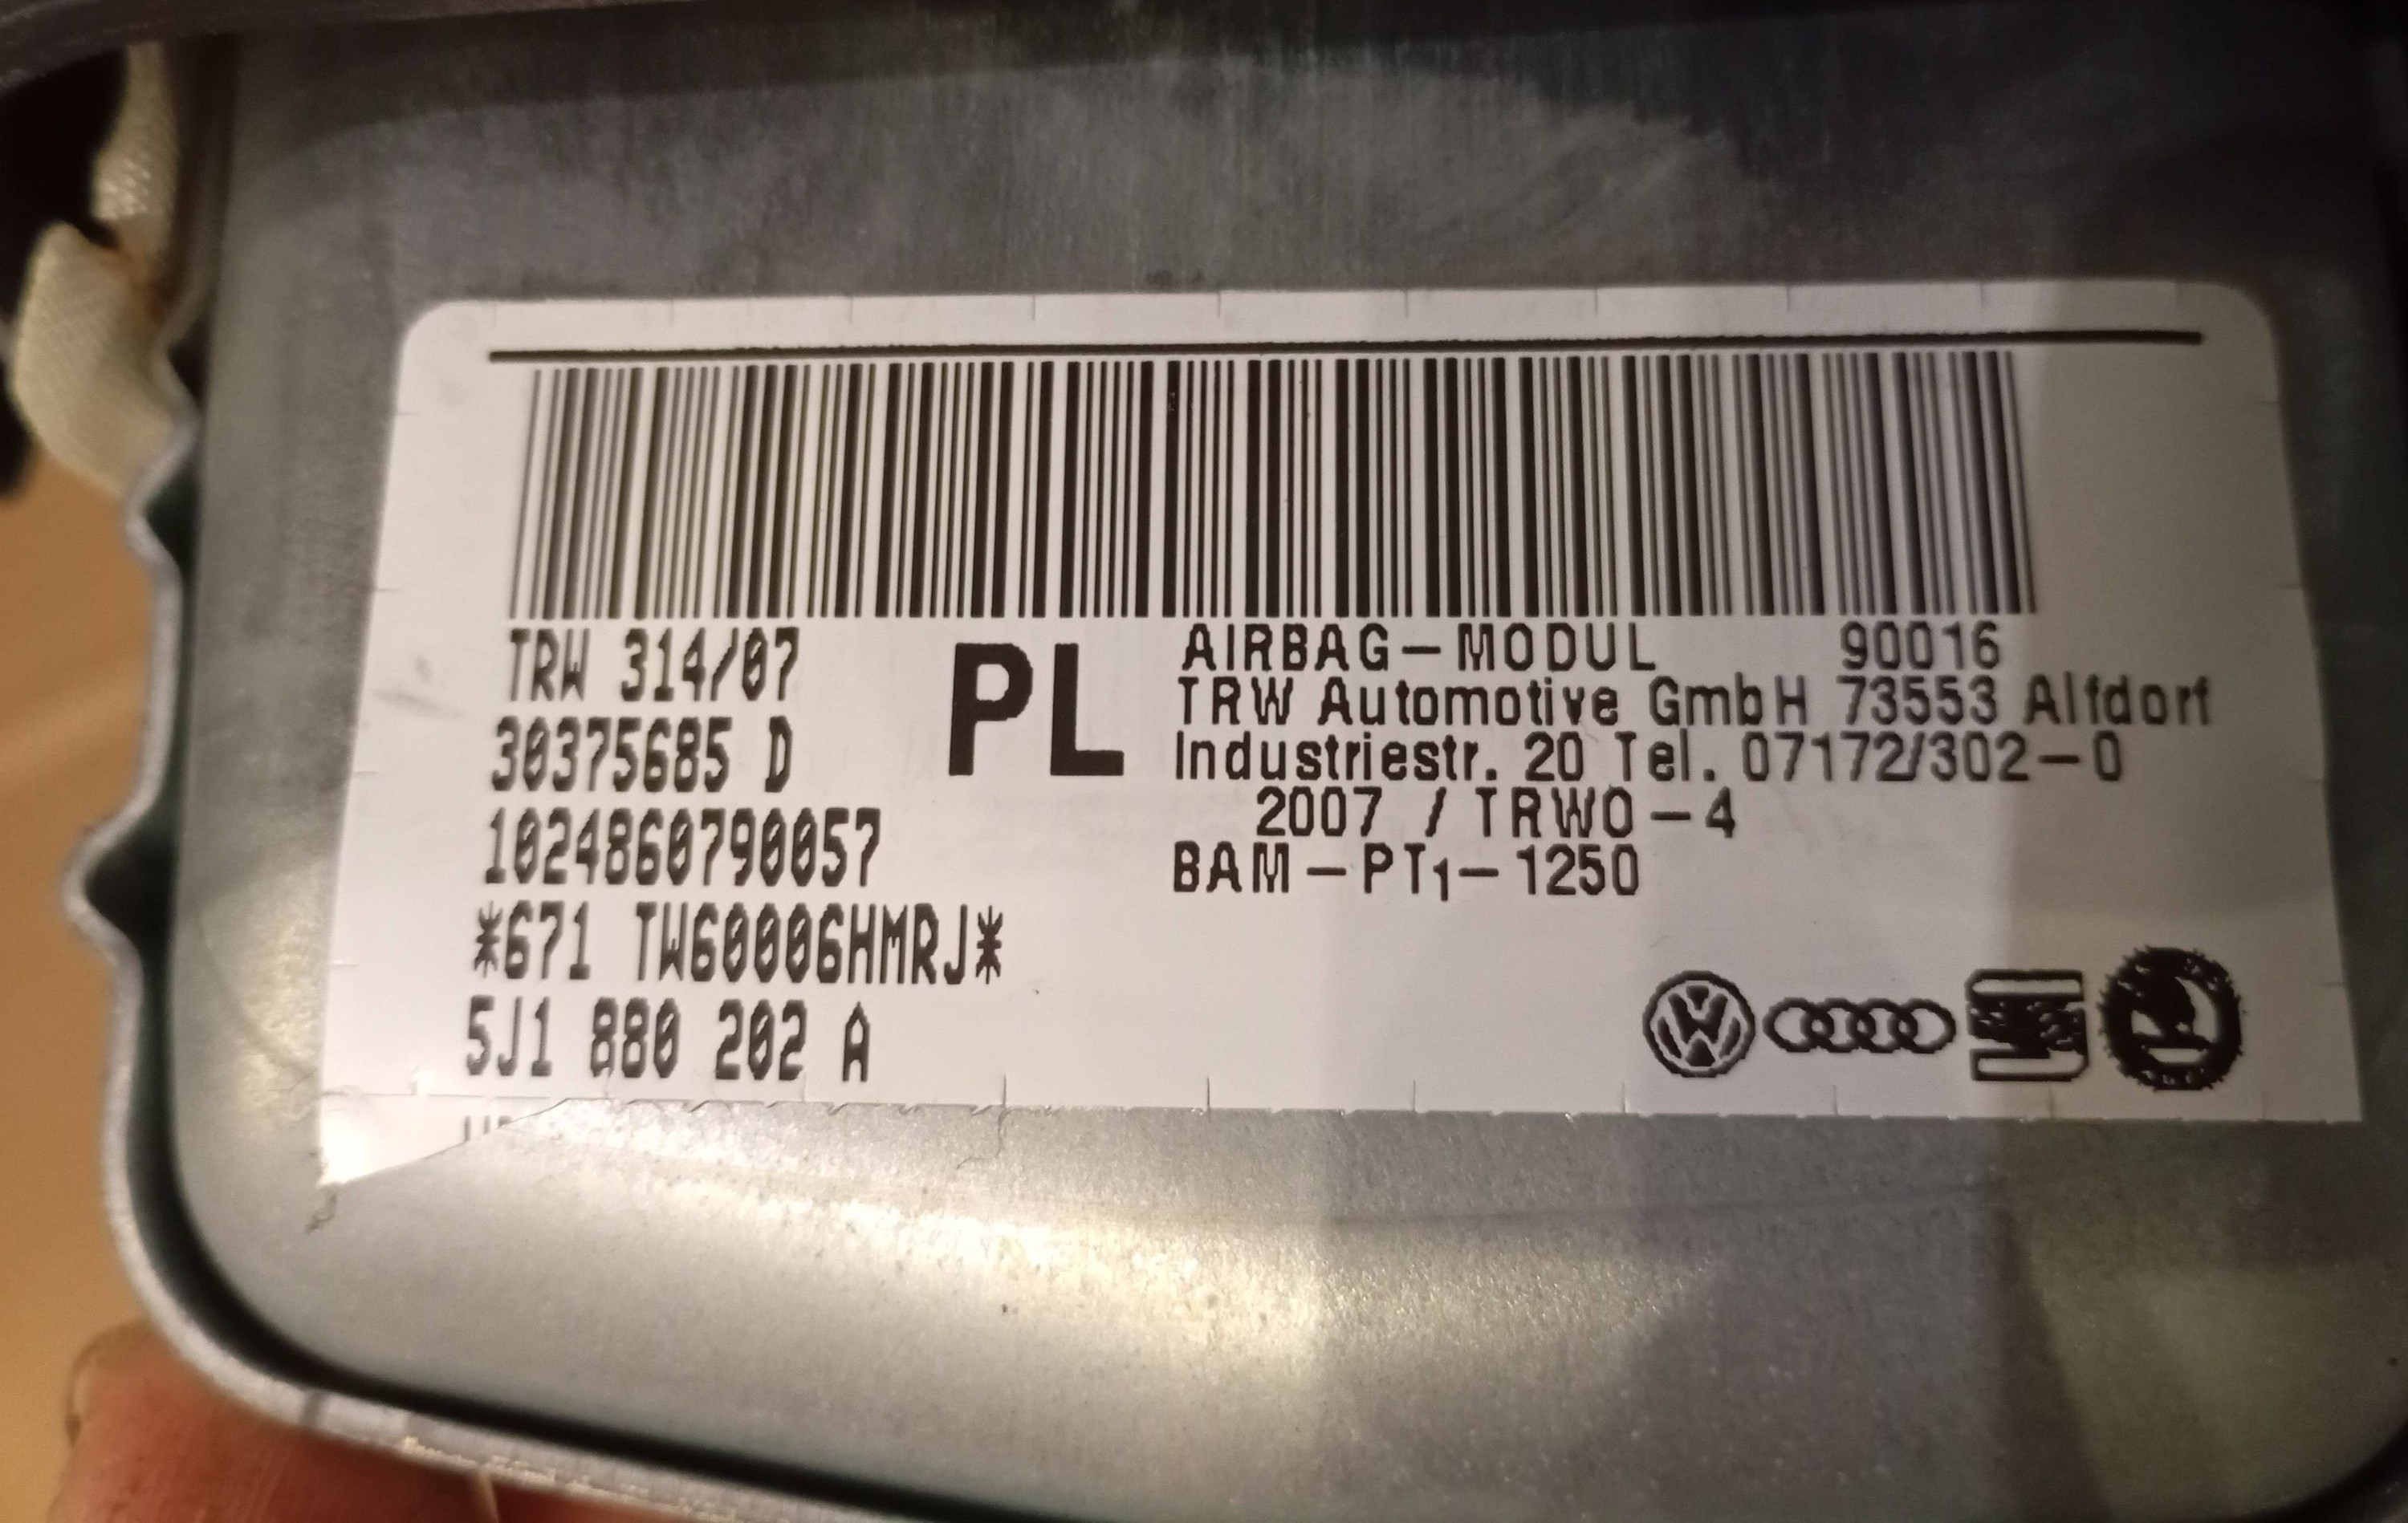 TRW 314/07
30375685 D
1024860790057
*671 TW60006HMRJ*
5J1 880 202 A
PL
AIRBAG-MODUL 90016
TRW Automotive GmbH 73553 Alfdorf
Industriestr. 20 Tel. 07172/302-0
2007 / TRWO-4
BAM-PT1-1250